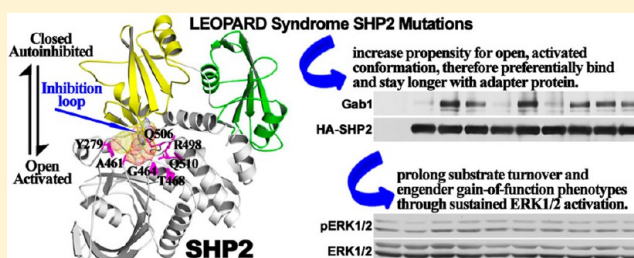 LEOPARD Syndrome SHP2 Mutations
Closed
Autoinhibited
Inhibition
loop
Open
Activated
Q506
Y279
R498
A461
Q510
G464
T468
SHP2
increase propensity for open, activated
conformation, therefore preferentially bind
and stay longer with adapter protein.
Gab1
HA-SHP2
prolong substrate turnover and
engender gain-of-function phenotypes
through sustained ERK1/2 activation.
pERK1/2
ERK1/2